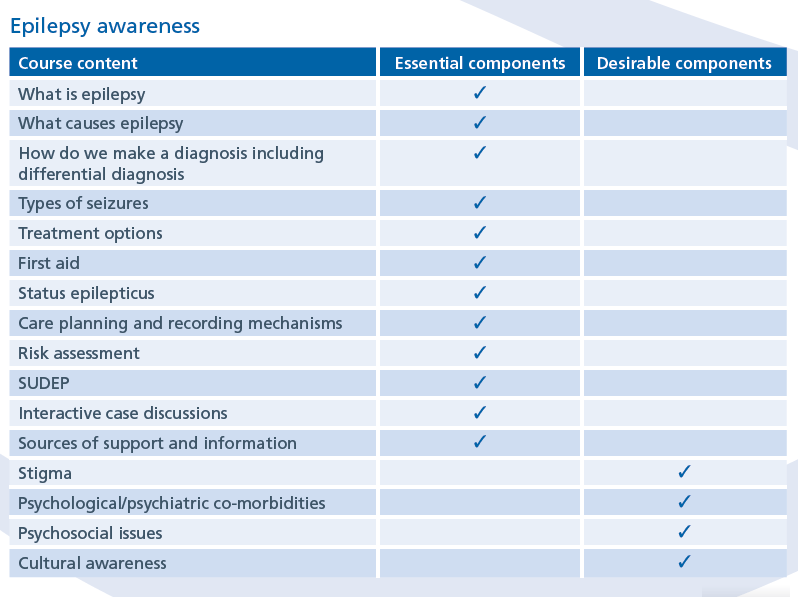 Epilepsy awareness
Course content Essential components Desirable components
What is epilepsy ✓
What causes epilepsy ✓
How do we make a diagnosis including ✓
differential diagnosis
Types of seizures ✓
Treatment options ✓
First aid ✓
Status epilepticus ✓
Care planning and recording mechanisms ✓
Risk assessment ✓
SUDEP ✓
Interactive case discussions ✓
Sources of support and information ✓
Stigma ✓
Psychological/psychiatric co-morbidities ✓
Psychosocial issues ✓
Cultural awareness ✓